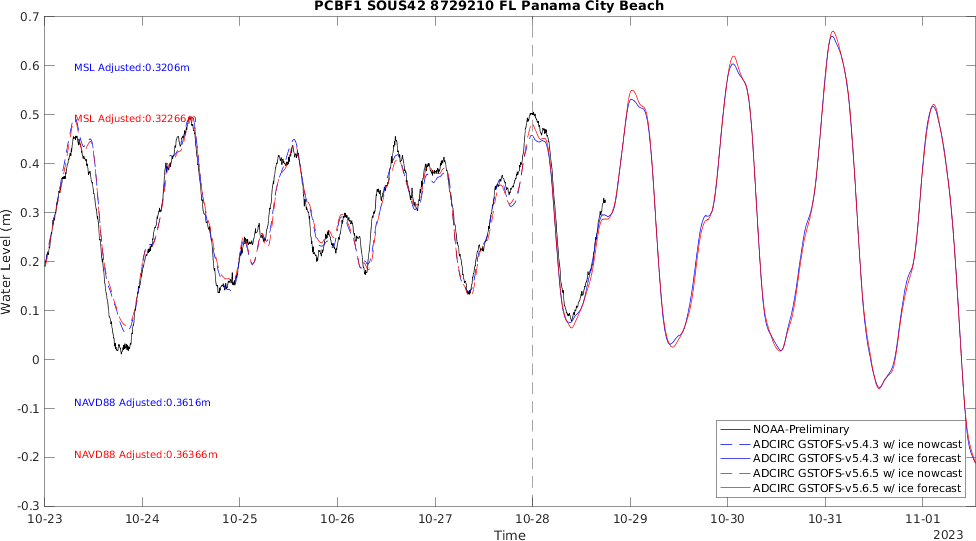 PCBF1 SOUS42 8729210 FL Panama City Beach
0.7
0.6
0.5
0.4
0.3
0.2
0.1
0
-0.1
-0.2
-0.3
Water Level (m)
MSL Adjusted:0.3206m
MSL Adjusted:0.32266m
NAVD88 Adjusted:0.3616m
NAVD88 Adjusted:0.36366m
NOAA-Preliminary
ADCIRC GSTOFS-v5.4.3 w/ ice nowcast
ADCIRC GSTOFS-v5.4.3 w/ ice forecast
ADCIRC GSTOFS-v5.6.5 w/ ice nowcast
ADCIRC GSTOFS-v5.6.5 w/ ice forecast
10-23 10-24 10-25 10-26 10-27 10-28 10-29 10-30 10-31 11-01
Time
2023